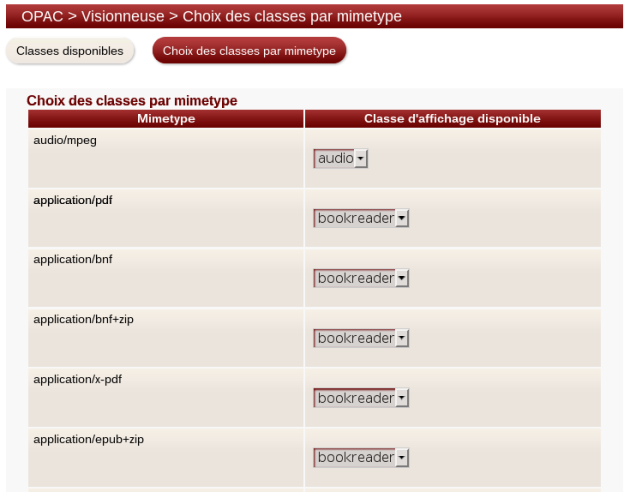 OPAC > Visionneuse > Choix des classes par mimetype
Classes disponibles Choix des classes par mimetype
Choix des classes par mimetype
Mimetype Classe d'affichage disponible
audio/mpeg
audio
application/pdf
bookreader
application/bnf
bookreader
application/bnf+zip
bookreader
application/x-pdf
bookreader
application/epub+zip
bookreader